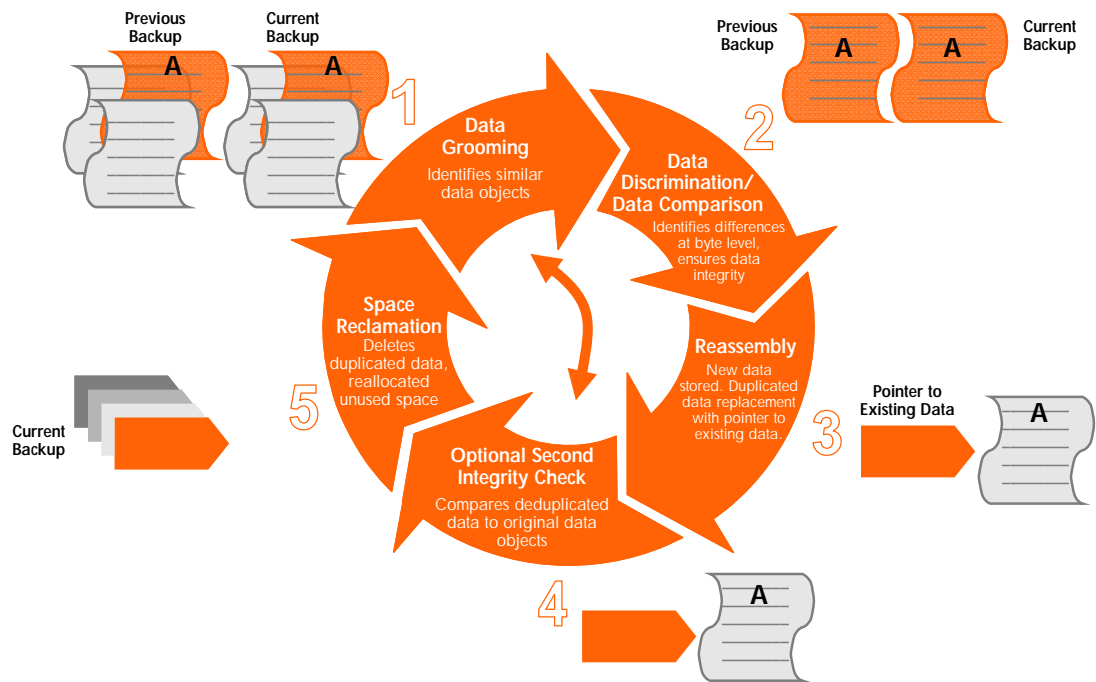 Previous
Backup
Current
Backup
A
A
1
Data
Grooming
Identifies similar
data objects
Previous
Backup
A
A
Current
Backup
2
Data
Discrimination/
Data Comparison
Identifies differences
at byte level,
ensures data
integrity
Reassembly
New data
stored. Duplicated
data replacement
with pointer to
existing data.
3
Pointer to
Existing Data
A
Optional Second
Integrity Check
Compares deduplicated
data to original data
objects
4
A
Space
Reclamation
Deletes
duplicated data,
reallocated
unused space
5
Current
Backup